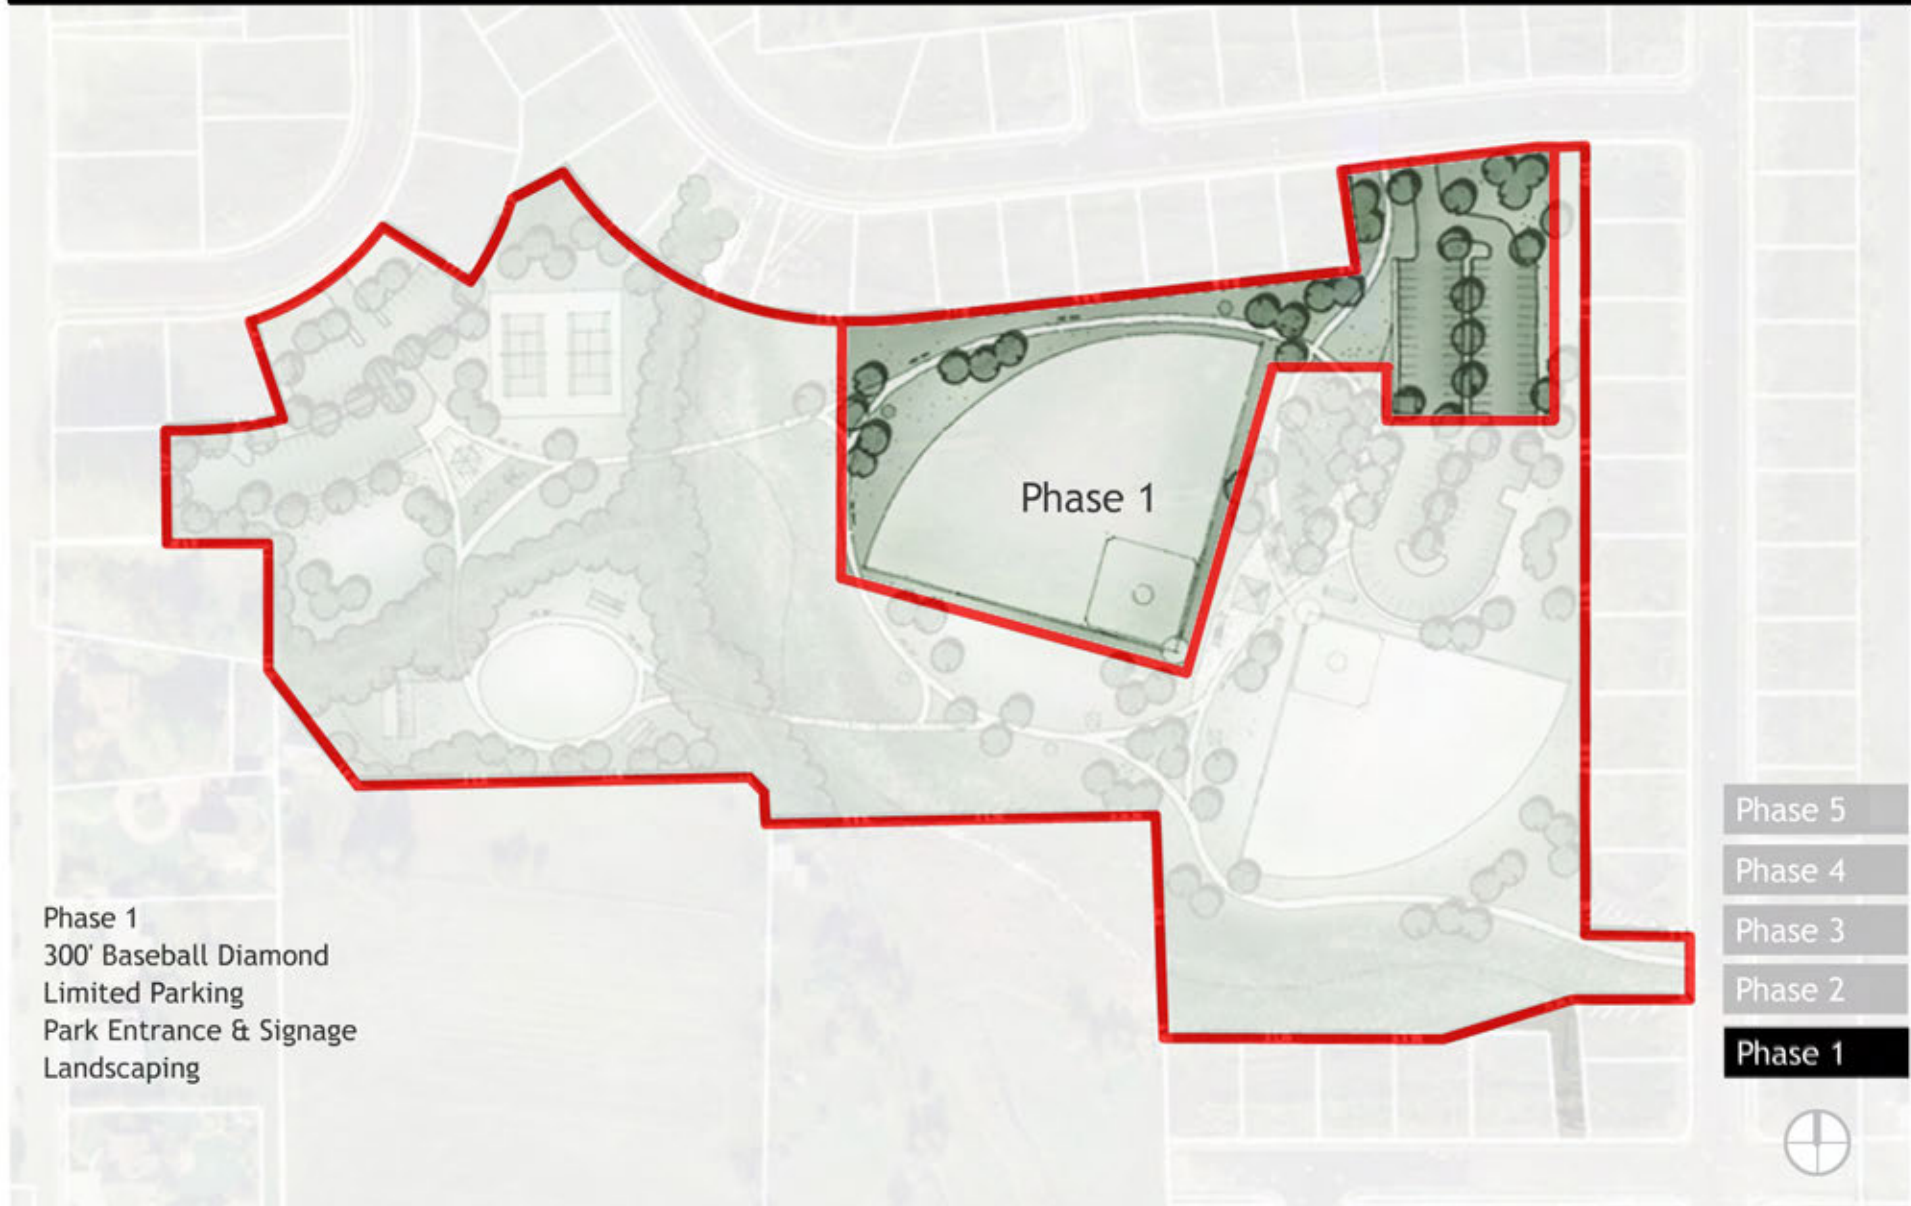 Phase 1
Phase 1
300' Baseball Diamond
Limited Parking
Park Entrance & Signage
Landscaping
Phase 5
Phase 4
Phase 3
Phase 2
Phase 1